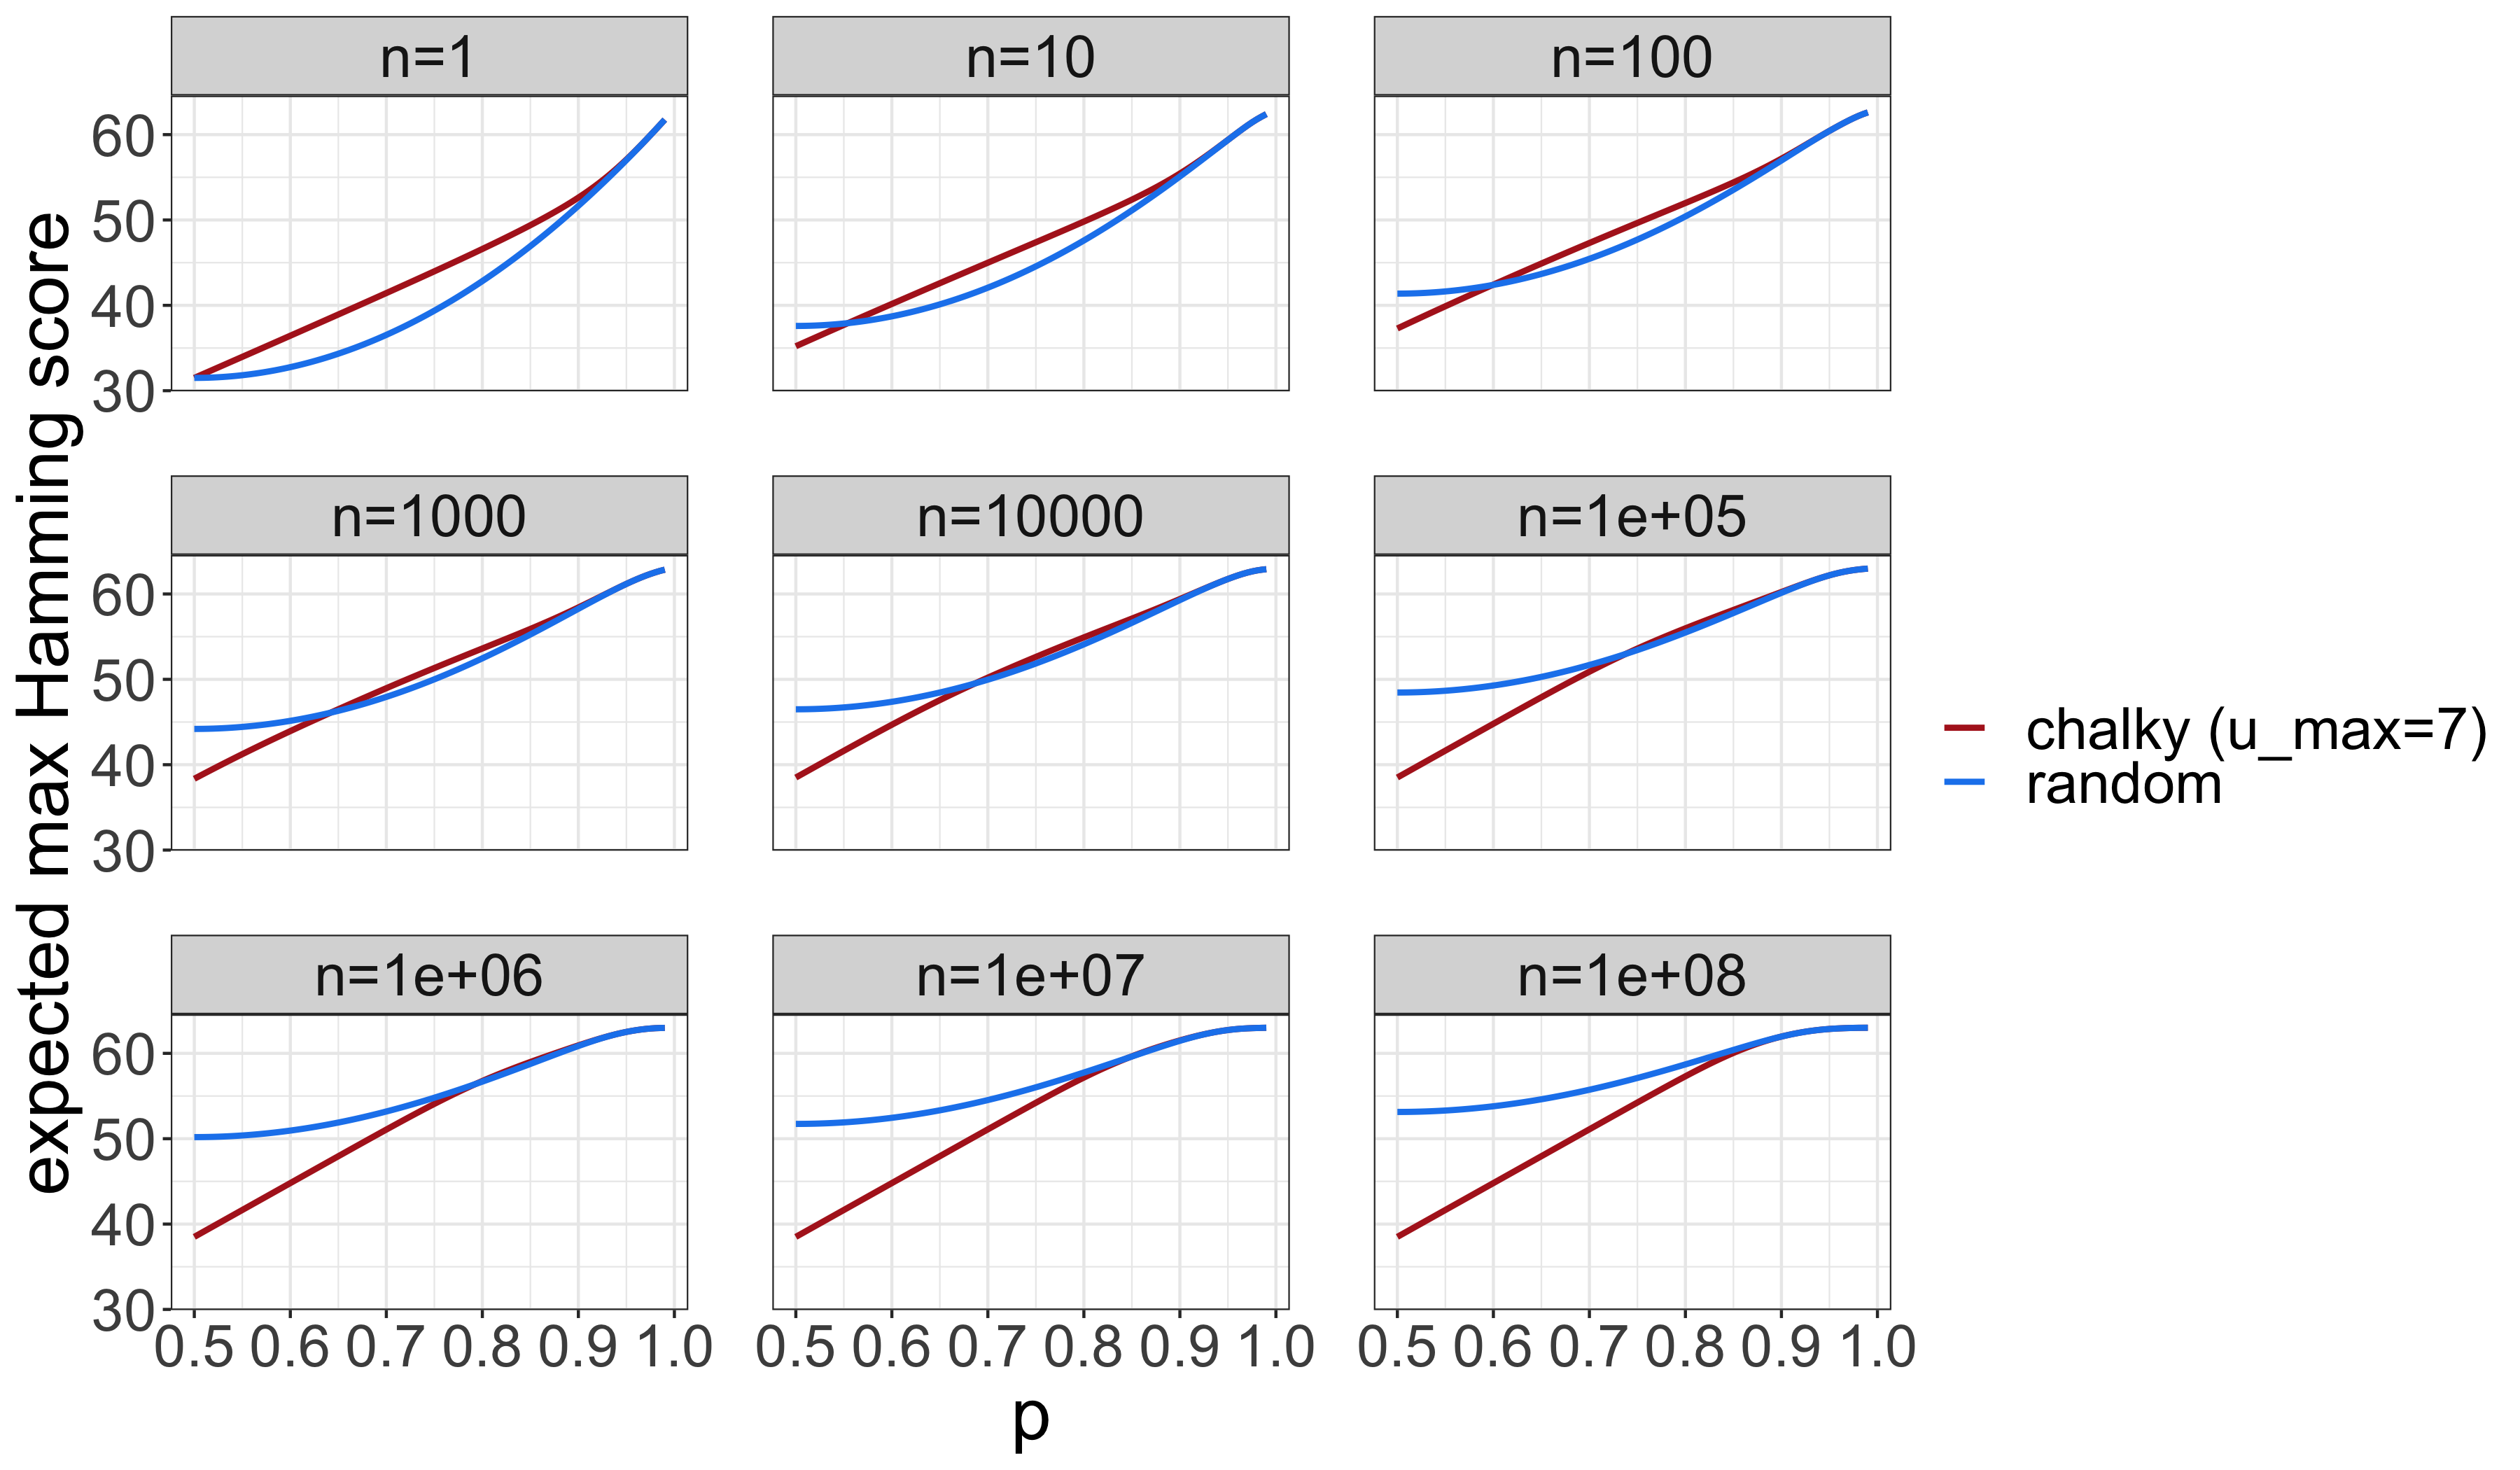 expected max Hamming score
n=1
n=10
n=100
60
50
40
30
n=1000
n=10000
n=1e+05
60
50
40
30
n=1e+06
n=1e+07
n=1e+08
60
50
40
30
0.5 0.6 0.7 0.8 0.9 1.0
0.5 0.6 0.7 0.8 0.9 1.0
0.5 0.6 0.7 0.8 0.9 1.0
p
chalky (u_max=7)
random